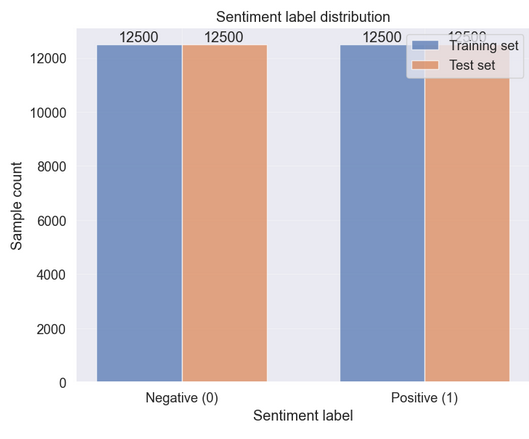 Sentiment label distribution
12500 12500 12500 12500
Training set
Test set
12000
10000
8000
6000
4000
2000
0
Sample count
Negative (0) Positive (1)
Sentiment label